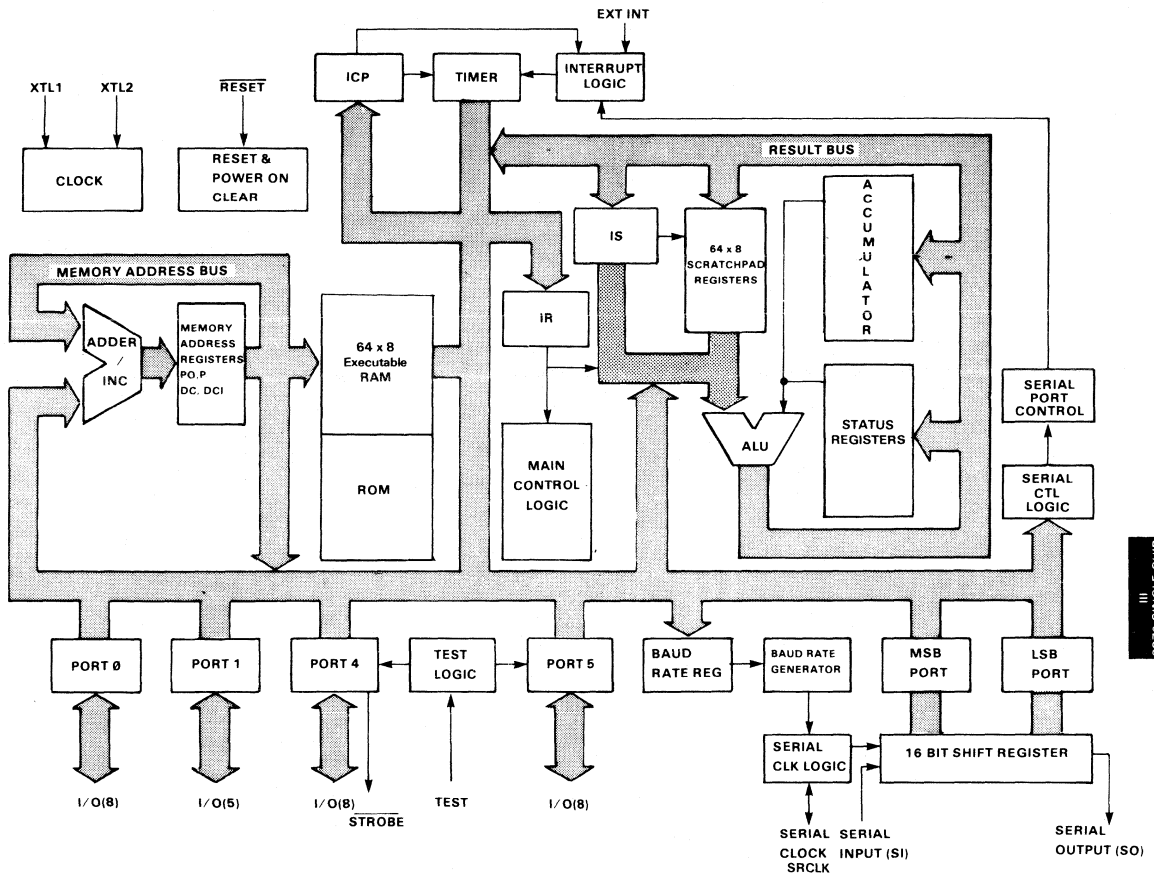 EXT INT
ICP
TIMER
INTERRUPT
LOGIC
XTL1
XTL2
RESET
CLOCK
RESET &
POWER ON
CLEAR
RESULT BUS
ACCUMULATOR
IS
64 x 8
SCRATCHPAD
REGISTERS
MEMORY ADDRESS BUS
ADDER
/
INC
MEMORY
ADDRESS
REGISTERS
PO.P
DC. DCI
64 x 8
Executable
RAM
ROM
IR
MAIN
CONTROL
LOGIC
ALU
STATUS
REGISTERS
SERIAL
PORT
CONTROL
SERIAL
CTL
LOGIC
III
PORT Ø
PORT 1
PORT 4
TEST
LOGIC
PORT 5
BAUD
RATE REG
BAUD RATE
GENERATOR
MSB
PORT
LSB
PORT
SERIAL
CLK LOGIC
16 BIT SHIFT REGISTER
I/O(8)
I/O(5)
I/O(8)
STROBE
TEST
I/O(8)
SERIAL
CLOCK
SRCLK
SERIAL
INPUT (SI)
SERIAL
OUTPUT (SO)